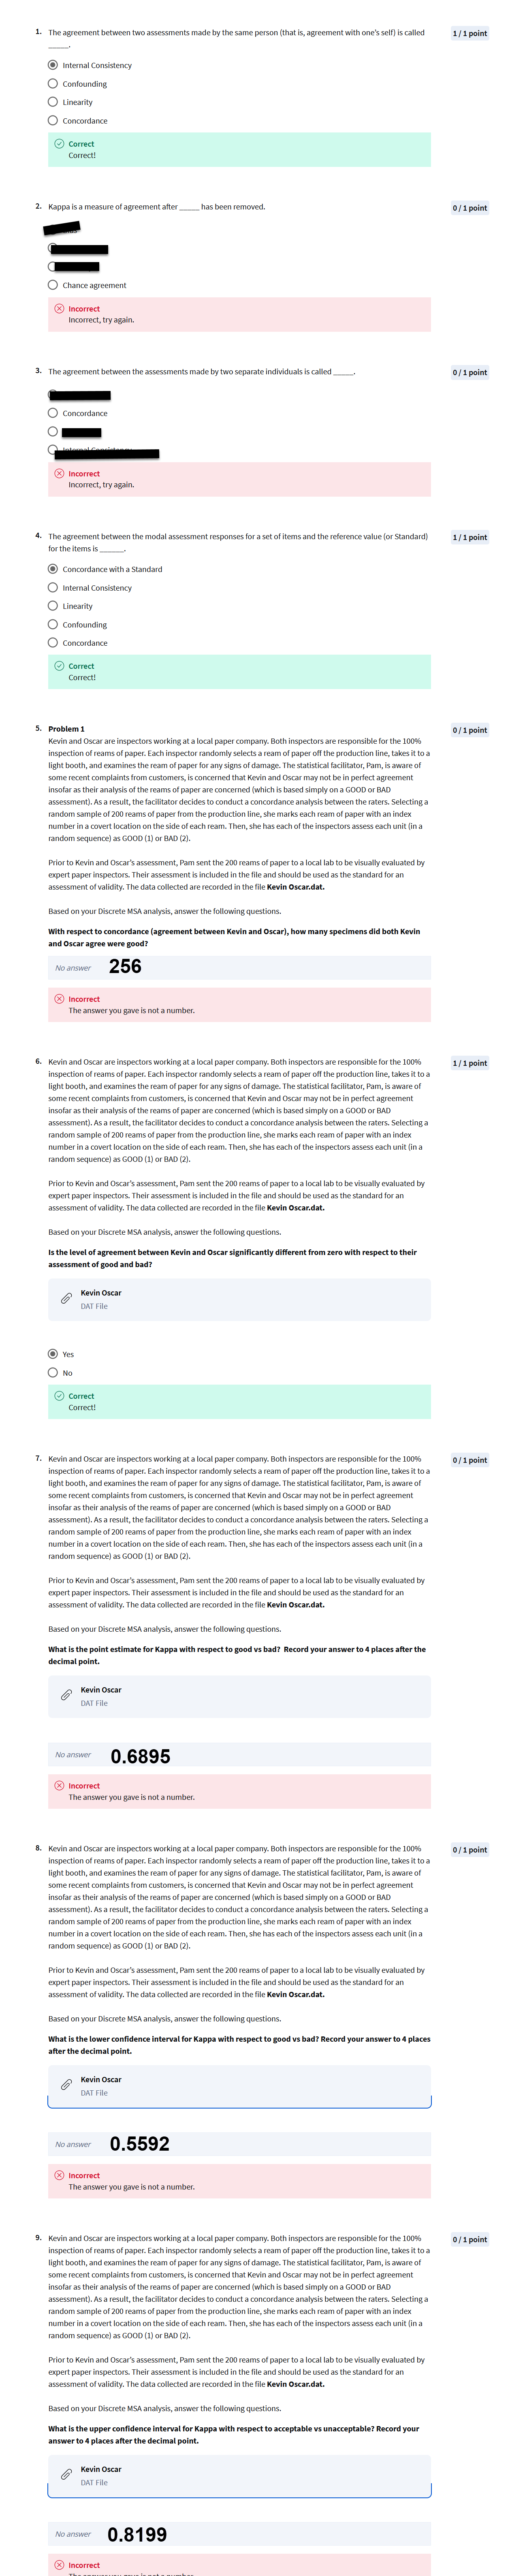 1. The agreement between two assessments made by the same person (that is, agreement with one's self) is called
_____.
1 / 1 point
Internal Consistency
Confounding
Linearity
Concordance
Correct
Correct!
2. Kappa is a measure of agreement after _____ has been removed.
0 / 1 point
Chance agreement
Incorrect
Incorrect, try again.
3. The agreement between the assessments made by two separate individuals is called _____.
0 / 1 point
Concordance
Incorrect
Incorrect, try again.
4. The agreement between the modal assessment responses for a set of items and the reference value (or Standard)
for the items is ______.
1 / 1 point
Concordance with a Standard
Internal Consistency
Linearity
Confounding
Concordance
Correct
Correct!
5. Problem 1
0 / 1 point
Kevin and Oscar are inspectors working at a local paper company. Both inspectors are responsible for the 100%
inspection of reams of paper. Each inspector randomly selects a ream of paper off the production line, takes it to a
light booth, and examines the ream of paper for any signs of damage. The statistical facilitator, Pam, is aware of
some recent complaints from customers, is concerned that Kevin and Oscar may not be in perfect agreement
insofar as their analysis of the reams of paper are concerned (which is based simply on a GOOD or BAD
assessment). As a result, the facilitator decides to conduct a concordance analysis between the raters. Selecting a
random sample of 200 reams of paper from the production line, she marks each ream of paper with an index
number in a covert location on the side of each ream. Then, she has each of the inspectors assess each unit (in a
random sequence) as GOOD (1) or BAD (2).
Prior to Kevin and Oscar's assessment, Pam sent the 200 reams of paper to a local lab to be visually evaluated by
expert paper inspectors. Their assessment is included in the file and should be used as the standard for an
assessment of validity. The data collected are recorded in the file Kevin Oscar.dat.
Based on your Discrete MSA analysis, answer the following questions.
With respect to concordance (agreement between Kevin and Oscar), how many specimens did both Kevin
and Oscar agree were good?
No answer 256
Incorrect
The answer you gave is not a number.
6. Kevin and Oscar are inspectors working at a local paper company. Both inspectors are responsible for the 100%
1 / 1 point
inspection of reams of paper. Each inspector randomly selects a ream of paper off the production line, takes it to a
light booth, and examines the ream of paper for any signs of damage. The statistical facilitator, Pam, is aware of
some recent complaints from customers, is concerned that Kevin and Oscar may not be in perfect agreement
insofar as their analysis of the reams of paper are concerned (which is based simply on a GOOD or BAD
assessment). As a result, the facilitator decides to conduct a concordance analysis between the raters. Selecting a
random sample of 200 reams of paper from the production line, she marks each ream of paper with an index
number in a covert location on the side of each ream. Then, she has each of the inspectors assess each unit (in a
random sequence) as GOOD (1) or BAD (2).
Prior to Kevin and Oscar's assessment, Pam sent the 200 reams of paper to a local lab to be visually evaluated by
expert paper inspectors. Their assessment is included in the file and should be used as the standard for an
assessment of validity. The data collected are recorded in the file Kevin Oscar.dat.
Based on your Discrete MSA analysis, answer the following questions.
Is the level of agreement between Kevin and Oscar significantly different from zero with respect to their
assessment of good and bad?
Kevin Oscar
DAT File
Yes
No
Correct
Correct!
7. Kevin and Oscar are inspectors working at a local paper company. Both inspectors are responsible for the 100%
0 / 1 point
inspection of reams of paper. Each inspector randomly selects a ream of paper off the production line, takes it to a
light booth, and examines the ream of paper for any signs of damage. The statistical facilitator, Pam, is aware of
some recent complaints from customers, is concerned that Kevin and Oscar may not be in perfect agreement
insofar as their analysis of the reams of paper are concerned (which is based simply on a GOOD or BAD
assessment). As a result, the facilitator decides to conduct a concordance analysis between the raters. Selecting a
random sample of 200 reams of paper from the production line, she marks each ream of paper with an index
number in a covert location on the side of each ream. Then, she has each of the inspectors assess each unit (in a
random sequence) as GOOD (1) or BAD (2).
Prior to Kevin and Oscar's assessment, Pam sent the 200 reams of paper to a local lab to be visually evaluated by
expert paper inspectors. Their assessment is included in the file and should be used as the standard for an
assessment of validity. The data collected are recorded in the file Kevin Oscar.dat.
Based on your Discrete MSA analysis, answer the following questions.
What is the point estimate for Kappa with respect to good vs bad? Record your answer to 4 places after the
decimal point.
Kevin Oscar
DAT File
No answer 0.6895
Incorrect
The answer you gave is not a number.
8. Kevin and Oscar are inspectors working at a local paper company. Both inspectors are responsible for the 100%
0 / 1 point
inspection of reams of paper. Each inspector randomly selects a ream of paper off the production line, takes it to a
light booth, and examines the ream of paper for any signs of damage. The statistical facilitator, Pam, is aware of
some recent complaints from customers, is concerned that Kevin and Oscar may not be in perfect agreement
insofar as their analysis of the reams of paper are concerned (which is based simply on a GOOD or BAD
assessment). As a result, the facilitator decides to conduct a concordance analysis between the raters. Selecting a
random sample of 200 reams of paper from the production line, she marks each ream of paper with an index
number in a covert location on the side of each ream. Then, she has each of the inspectors assess each unit (in a
random sequence) as GOOD (1) or BAD (2).
Prior to Kevin and Oscar's assessment, Pam sent the 200 reams of paper to a local lab to be visually evaluated by
expert paper inspectors. Their assessment is included in the file and should be used as the standard for an
assessment of validity. The data collected are recorded in the file Kevin Oscar.dat.
Based on your Discrete MSA analysis, answer the following questions.
What is the lower confidence interval for Kappa with respect to good vs bad? Record your answer to 4 places
after the decimal point.
Kevin Oscar
DAT File
No answer 0.5592
Incorrect
The answer you gave is not a number.
9. Kevin and Oscar are inspectors working at a local paper company. Both inspectors are responsible for the 100%
0 / 1 point
inspection of reams of paper. Each inspector randomly selects a ream of paper off the production line, takes it to a
light booth, and examines the ream of paper for any signs of damage. The statistical facilitator, Pam, is aware of
some recent complaints from customers, is concerned that Kevin and Oscar may not be in perfect agreement
insofar as their analysis of the reams of paper are concerned (which is based simply on a GOOD or BAD
assessment). As a result, the facilitator decides to conduct a concordance analysis between the raters. Selecting a
random sample of 200 reams of paper from the production line, she marks each ream of paper with an index
number in a covert location on the side of each ream. Then, she has each of the inspectors assess each unit (in a
random sequence) as GOOD (1) or BAD (2).
Prior to Kevin and Oscar's assessment, Pam sent the 200 reams of paper to a local lab to be visually evaluated by
expert paper inspectors. Their assessment is included in the file and should be used as the standard for an
assessment of validity. The data collected are recorded in the file Kevin Oscar.dat.
Based on your Discrete MSA analysis, answer the following questions.
What is the upper confidence interval for Kappa with respect to acceptable vs unacceptable? Record your
answer to 4 places after the decimal point.
Kevin Oscar
DAT File
No answer 0.8199
Incorrect